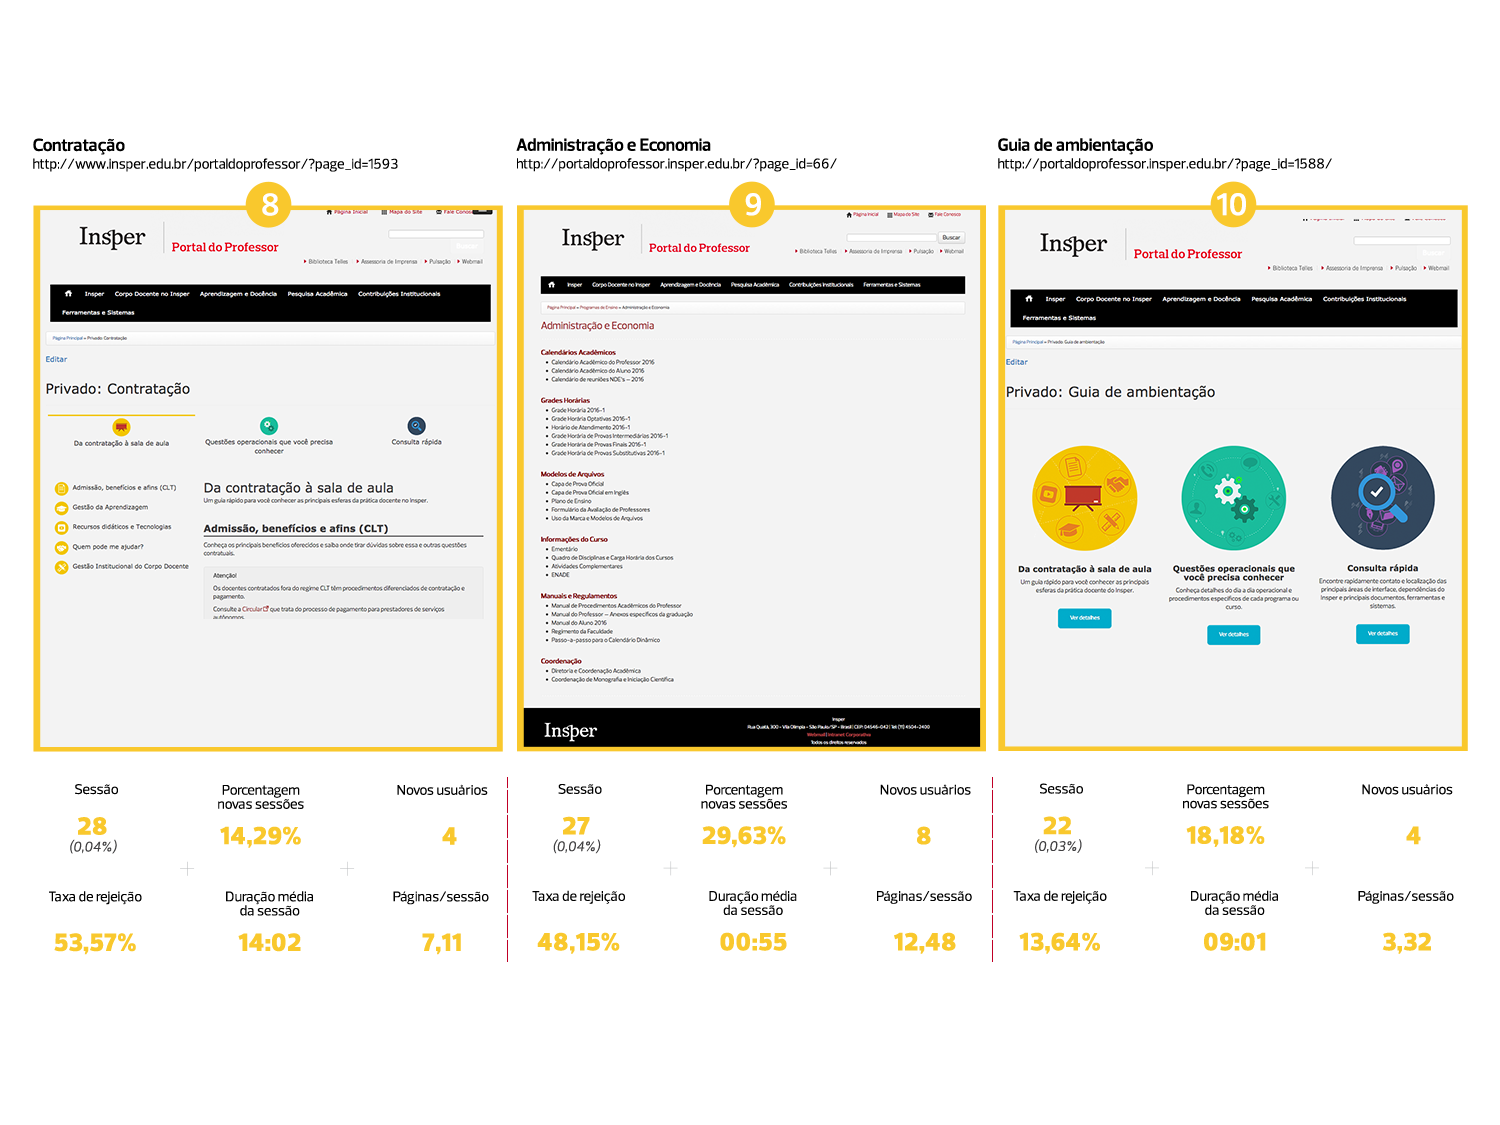 Contratação
http://www.insper.edu.br/portaldoprofessor/?page_id=1593
8
Página Inicial Mapa do Site Fale Conosco
Insper
Portal do Professor
Biblioteca Telles Assessoria de Imprensa Pulsação Webmail
Insper Corpo Docente no Insper Aprendizagem e Docência Pesquisa Acadêmica Contribuições Institucionais
Ferramentas e Sistemas
Página Principal » Privado: Contratação
Editar
Privado: Contratação
Da contratação à sala de aula
Questões operacionais que você precisa
conhecer
Consulta rápida
Admissão, benefícios e afins (CLT)
Gestão da Aprendizagem
Recursos didáticos e Tecnologias
Quem pode me ajudar?
Gestão Institucional do Corpo Docente
Da contratação à sala de aula
Um guia rápido para você conhecer as principais esferas da prática docente no Insper.
Admissão, benefícios e afins (CLT)
Conheça os principais benefícios oferecidos e saiba onde tirar dúvidas sobre essa e outras questões
contratuais.
Atenção!
Os docentes contratados fora do regime CLT têm procedimentos diferenciados de contratação e
pagamento.
Consulte a Circular que trata do processo de pagamento para prestadores de serviços
autônomos.
Sessão
28
(0,04%)
Porcentagem
novas sessões
14,29%
Novos usuários
4
Taxa de rejeição
53,57%
Duração média
da sessão
14:02
Páginas/sessão
7,11
Administração e Economia
http://portaldoprofessor.insper.edu.br/?page_id=66/
9
Página Inicial Mapa do Site Fale Conosco
Insper
Portal do Professor
Buscar
Biblioteca Telles Assessoria de Imprensa Pulsação Webmail
Insper Corpo Docente no Insper Aprendizagem e Docência Pesquisa Acadêmica Contribuições Institucionais Ferramentas e Sistemas
Página Principal » Programas de Ensino » Administração e Economia
Administração e Economia
Calendários Acadêmicos
Calendário Acadêmico do Professor 2016
Calendário Acadêmico do Aluno 2016
Calendário de reuniões NDE's – 2016
Grades Horárias
Grade Horária 2016-1
Grade Horária Optativas 2016-1
Horário de Atendimento 2016-1
Grade Horária de Provas Intermediárias 2016-1
Grade Horária de Provas Finais 2016-1
Grade Horária de Provas Substitutivas 2016-1
Modelos de Arquivos
Capa de Prova Oficial
Capa de Prova Oficial em Inglês
Plano de Ensino
Formulário da Avaliação de Professores
Uso da Marca e Modelos de Arquivos
Informações do Curso
Ementário
Quadro de Disciplinas e Carga Horária dos Cursos
Atividades Complementares
ENADE
Manuais e Regulamentos
Manual de Procedimentos Acadêmicos do Professor
Manual do Professor – Anexos específicos da graduação
Manual do Aluno 2016
Regimento da Faculdade
Passo-a-passo para o Calendário Dinâmico
Coordenação
Diretoria e Coordenação Acadêmica
Coordenação de Monografia e Iniciação Científica
Insper
Insper
Rua Quatá, 300 - Vila Olímpia - São Paulo/SP - Brasil | CEP: 04546-042 | Tel: (11) 4504-2400
Webmail | Intranet Corporativa
Todos os direitos reservados
Sessão
27
(0,04%)
Porcentagem
novas sessões
29,63%
Novos usuários
8
Taxa de rejeição
48,15%
Duração média
da sessão
00:55
Páginas/sessão
12,48
Guia de ambientação
http://portaldoprofessor.insper.edu.br/?page_id=1588/
10
Insper
Portal do Professor
Biblioteca Telles Assessoria de Imprensa Pulsação Webmail
Insper Corpo Docente no Insper Aprendizagem e Docência Pesquisa Acadêmica Contribuições Institucionais
Ferramentas e Sistemas
Página Principal » Privado: Guia de ambientação
Editar
Privado: Guia de ambientação
Da contratação à sala de aula
Um guia rápido para você conhecer as principais
esferas da prática docente do Insper.
Ver detalhes
Questões operacionais que
você precisa conhecer
Conheça detalhes do dia a dia operacional e
procedimentos específicos de cada programa ou
curso.
Ver detalhes
Consulta rápida
Encontre rapidamente contato e localização das
principais áreas de interface, dependências do
Insper e principais documentos, ferramentas e
sistemas.
Ver detalhes
Sessão
22
(0,03%)
Porcentagem
novas sessões
18,18%
Novos usuários
4
Taxa de rejeição
13,64%
Duração média
da sessão
09:01
Páginas/sessão
3,32